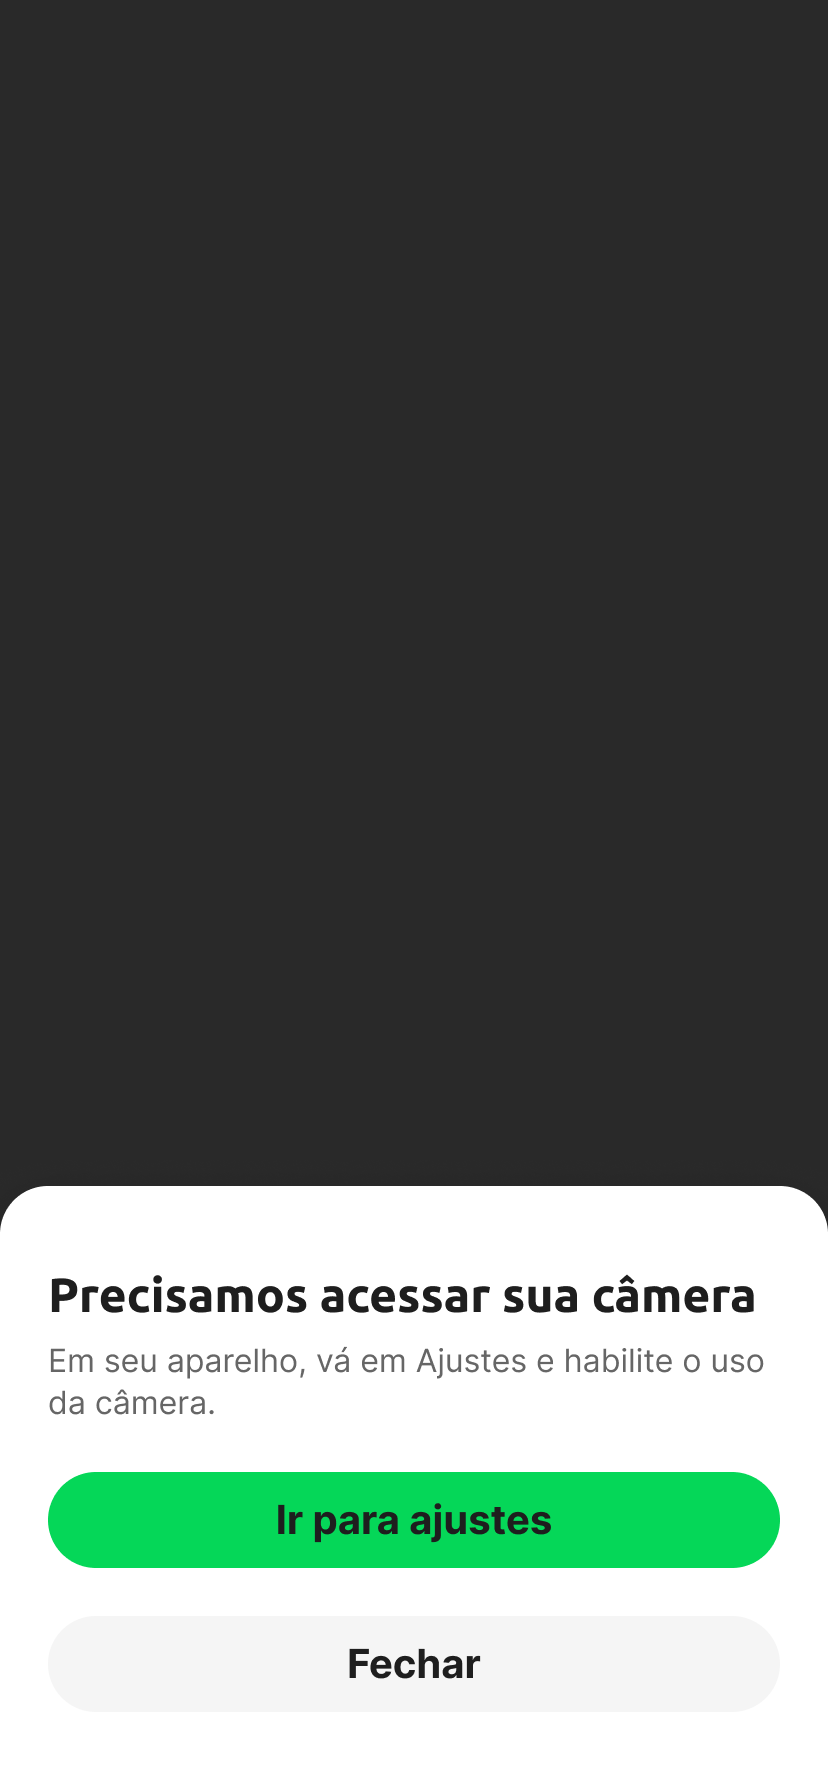 Precisamos acessar sua câmera
Em seu aparelho, vá em Ajustes e habilite o uso
da câmera.
Ir para ajustes
Fechar